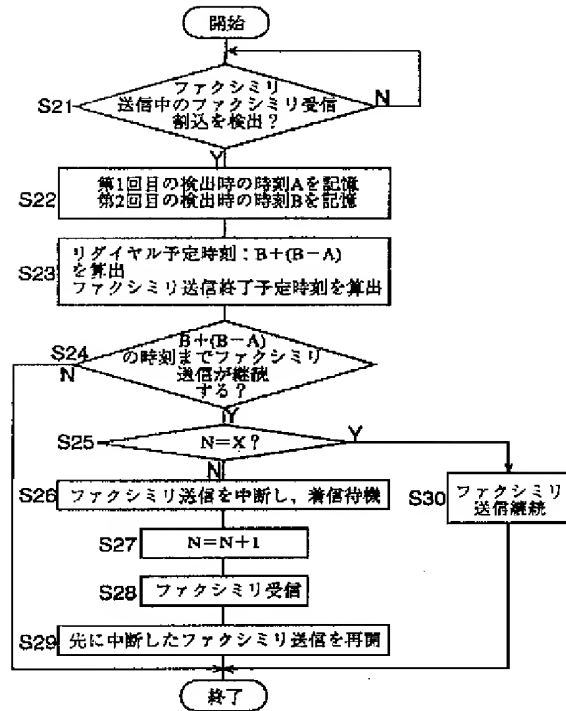 開始
S21
ファクシミリ
送信中のファクシミリ受信
割込を検出?
N
Y
S22
第1回目の検出時の時刻Aを記憶
第2回目の検出時の時刻Bを記憶
S23
リダイヤル予定時刻:B+(B-A)
を算出
ファクシミリ送信終了予定時刻を算出
S24
B+(B-A)
の時刻までファクシミリ
送信が継続
する?
N
Y
S25
N=X?
Y
N
S26
ファクシミリ送信を中断し、着信待機
S30
ファクシミリ
送信継続
S27
N=N+1
S28
ファクシミリ受信
S29
先に中断したファクシミリ送信を再開
終了